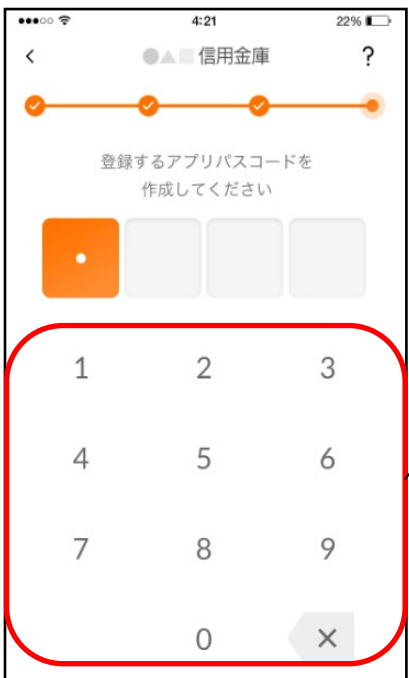 4:21
22%
●▲■信用金庫
?
登録するアプリパスコードを
作成してください
1 2 3
4 5 6
7 8 9
0 ×